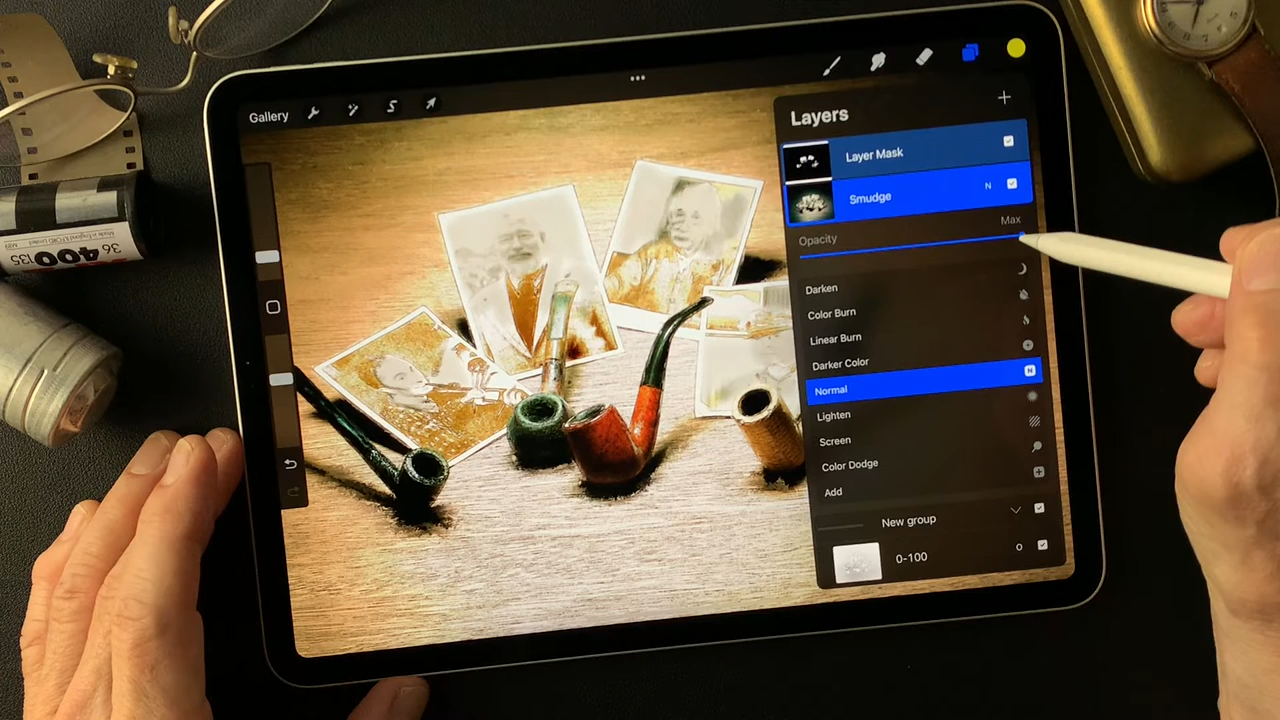 Gallery
Layers
Layer Mask
Smudge N
Max
Opacity
Darken
Color Burn
Linear Burn
Darker Color
Normal N
Lighten
Screen
Color Dodge
Add
New group
0-100 O
400
36
135